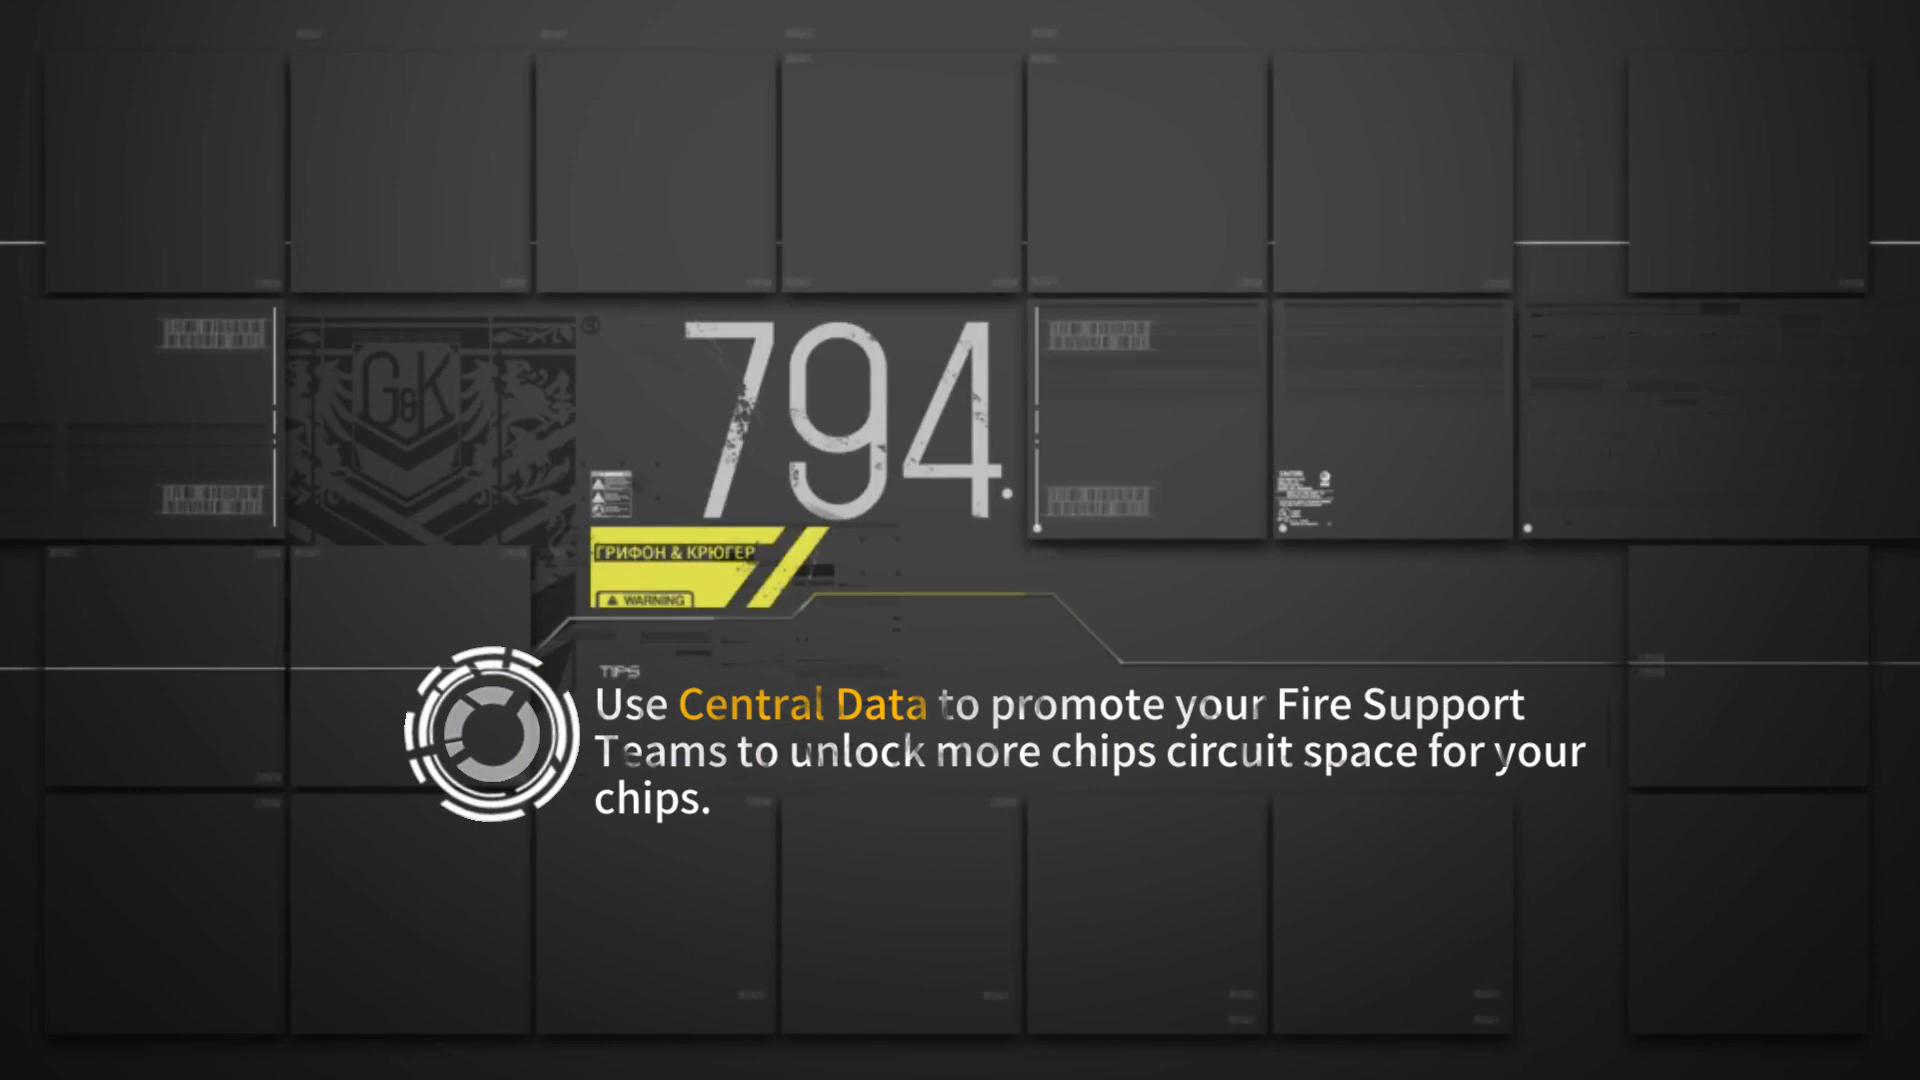 G&K
794.
ГРИФОН & КРЮГЕР
WARNING
TIPS
Use Central Data to promote your Fire Support
Teams to unlock more chips circuit space for your
chips.